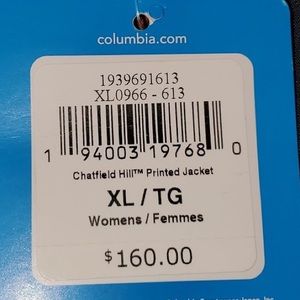 columbia.com
1939691613
XL0966 - 613
1 94003 19768 0
Chatfield Hill™ Printed Jacket
XL / TG
Womens / Femmes
$160.00